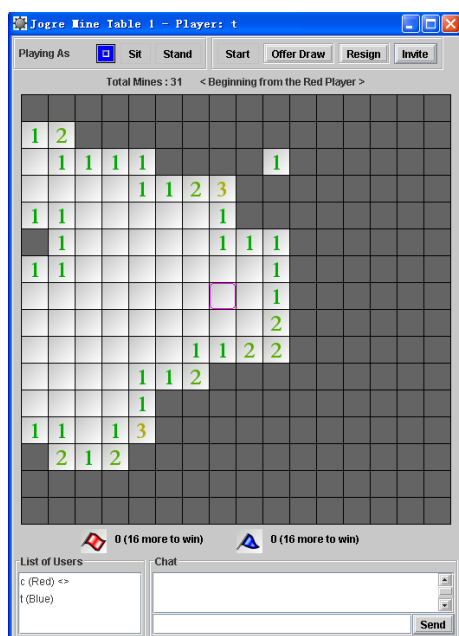 Jogre Mine Table 1 - Player: t
Playing As Sit Stand Start Offer Draw Resign Invite
Total Mines : 31 < Beginning from the Red Player >
1 2
1 1 1 1 1
1 1 2 3
1 1 1
1 1 1 1
1 1 1
1
2
1 1 2 2
1 1 2
1
1 1 1 3
2 1 2
0 (16 more to win) 0 (16 more to win)
List of Users Chat
c (Red) <>
t (Blue)
Send